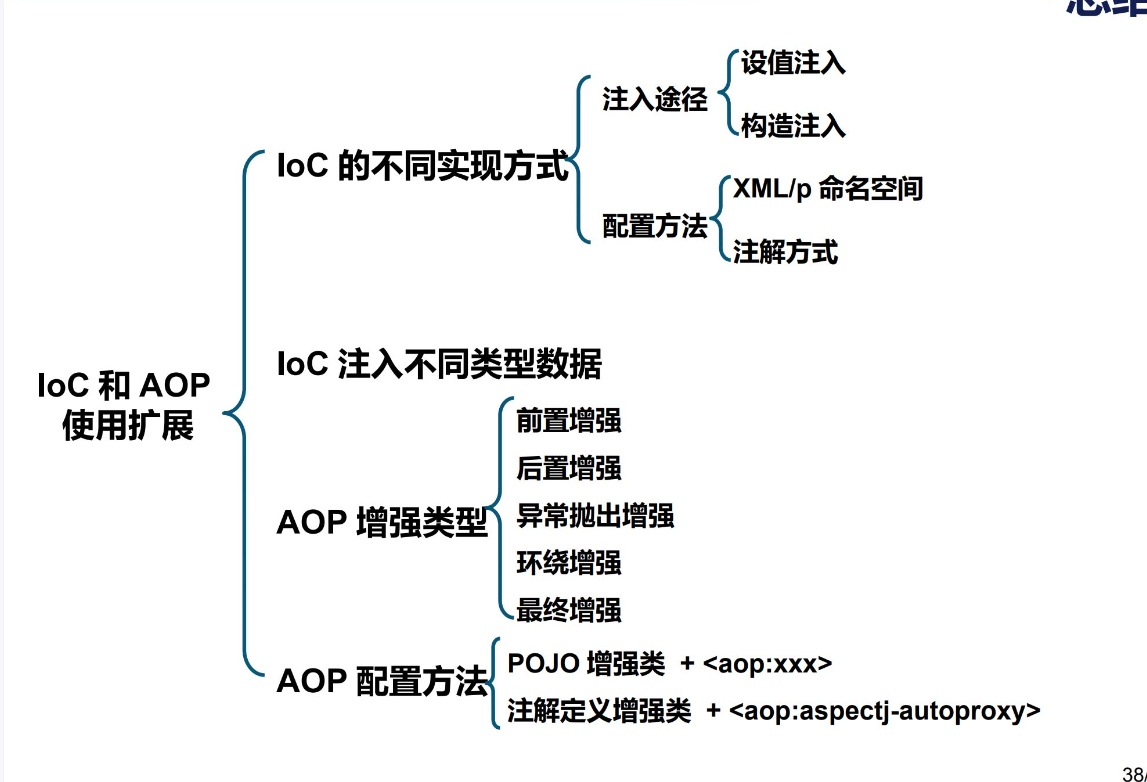 总结
设值注入
注入途径
构造注入
IoC 的不同实现方式
XML/p 命名空间
配置方法
注解方式
IoC 注入不同类型数据
IoC 和 AOP
使用扩展
前置增强
后置增强
异常抛出增强
AOP 增强类型
环绕增强
最终增强
POJO 增强类 + <aop:xxx>
AOP 配置方法
注解定义增强类 + <aop:aspectj-autoproxy>
38/